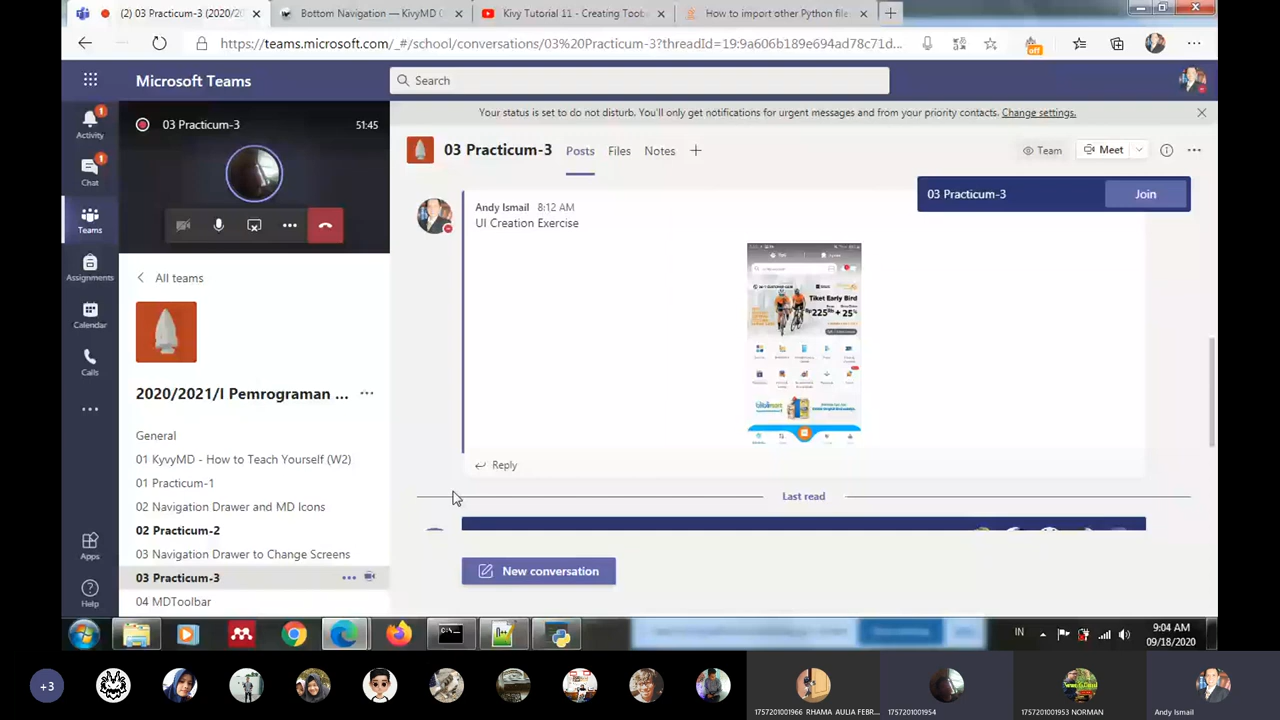 (2) 03 Practicum-3 (2020/20
Bottom Navigation — KivyMD
Kivy Tutorial 11 - Creating Toolb
How to import other Python file
https://teams.microsoft.com/_#/school/conversations/03%20Practicum-3?threadId=19:9a606b189e694ad78c71d...
off
Microsoft Teams
Search
Your status is set to do not disturb. You'll only get notifications for urgent messages and from your priority contacts. Change settings.
Activity
1
Chat
1
Teams
Assignments
Calendar
Calls
Apps
Help
03 Practicum-3
51:45
All teams
2020/2021/I Pemrograman ...
General
01 KyvyMD - How to Teach Yourself (W2)
01 Practicum-1
02 Navigation Drawer and MD Icons
02 Practicum-2
03 Navigation Drawer to Change Screens
03 Practicum-3
04 MDToolbar
03 Practicum-3
Posts
Files
Notes
Team
Meet
03 Practicum-3
Join
Andy Ismail
8:12 AM
UI Creation Exercise
Tiket Early Bird
Reply
Last read
New conversation
IN
9:04 AM
09/18/2020
+3
1757201001966 RHAMA AULIA FEBR...
1757201001954
1757201001953 NORMAN
Andy Ismail